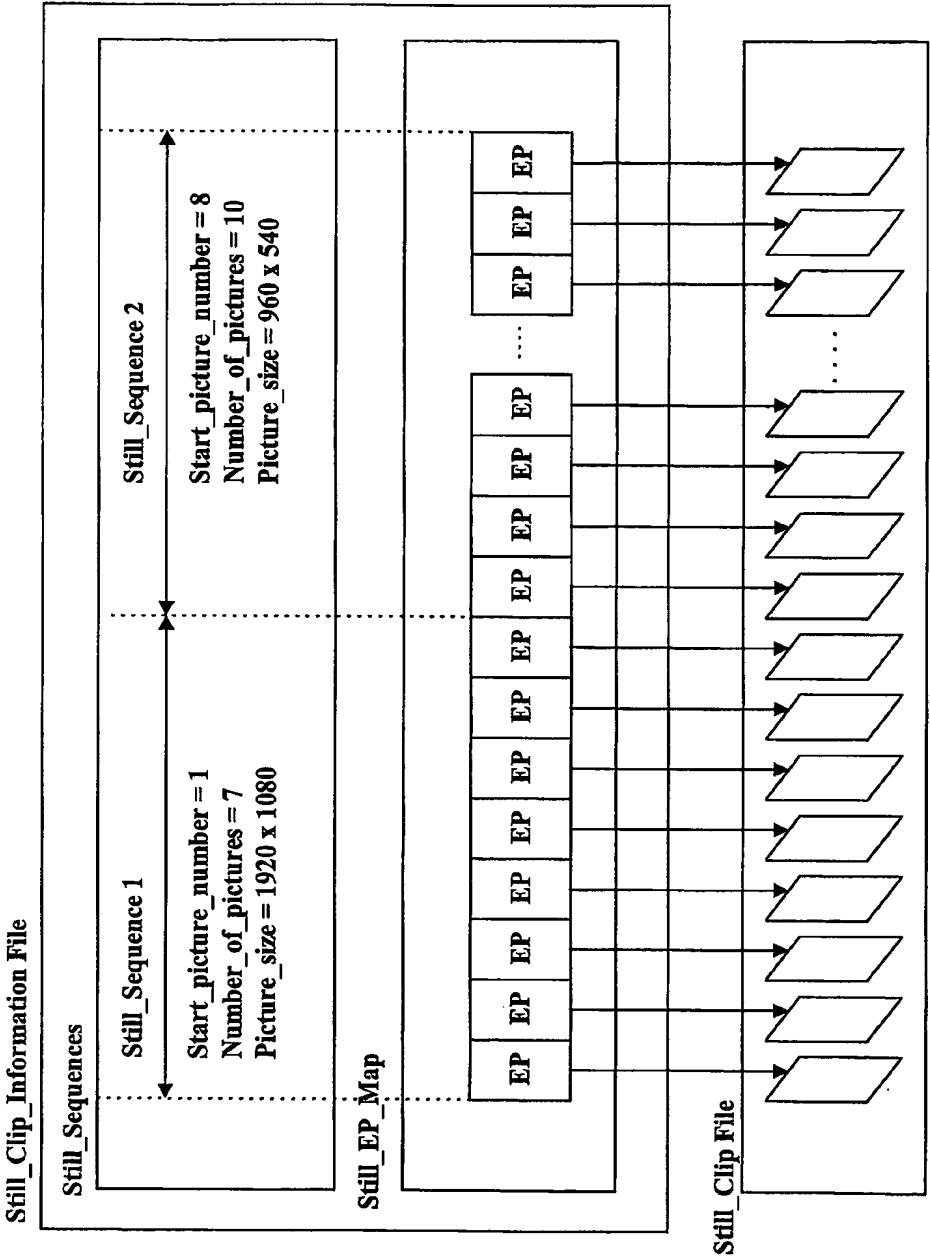 Still_Clip_Information File
Still_Sequences
Still_Sequence 1
Start_picture_number = 1
Number_of_pictures = 7
Picture_size = 1920 x 1080
Still_Sequence 2
Start_picture_number = 8
Number_of_pictures = 10
Picture_size = 960 x 540
Still_EP_Map
EP EP EP EP EP EP EP EP EP EP EP EP ..... EP EP EP
Still_Clip File
.....